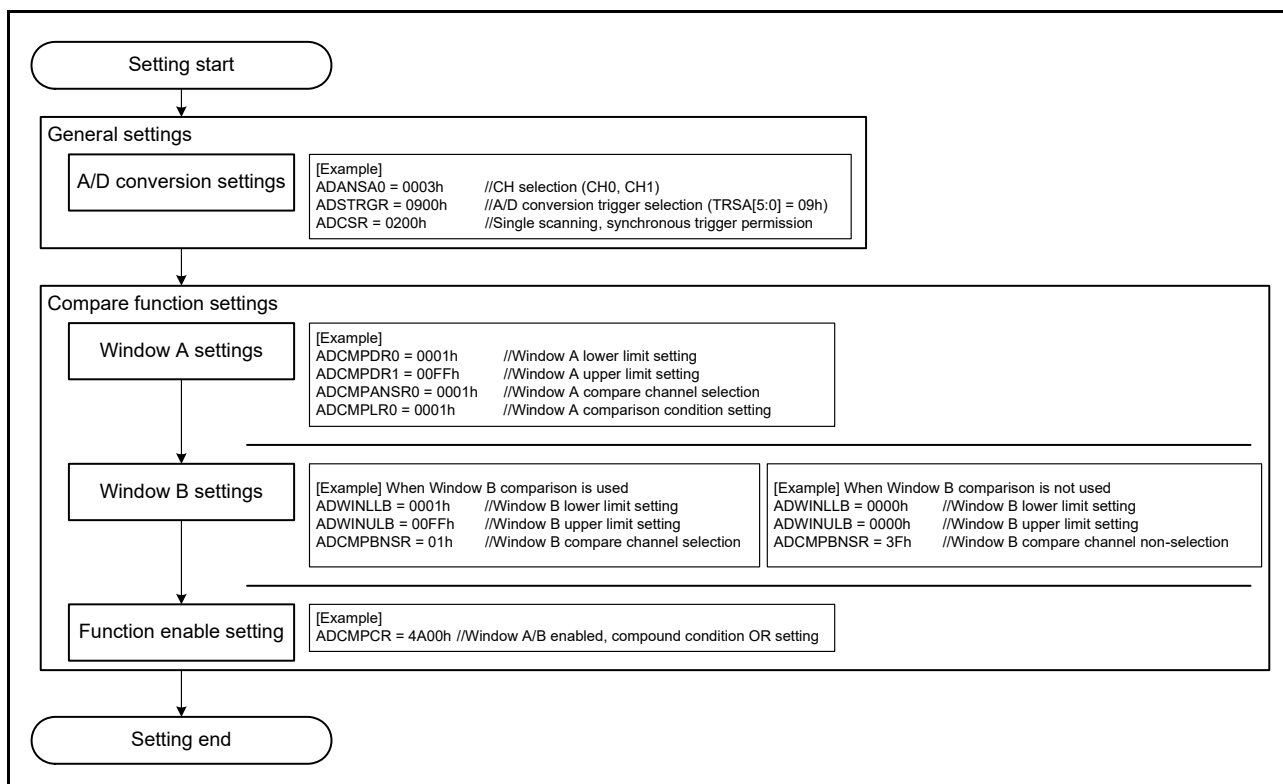 Setting start
General settings
A/D conversion settings
[Example]
ADANSA0 = 0003h //CH selection (CH0, CH1)
ADSTRGR = 0900h //A/D conversion trigger selection (TRSA[5:0] = 09h)
ADCSR = 0200h //Single scanning, synchronous trigger permission
Compare function settings
Window A settings
[Example]
ADCMPDR0 = 0001h //Window A lower limit setting
ADCMPDR1 = 00FFh //Window A upper limit setting
ADCMPANSR0 = 0001h //Window A compare channel selection
ADCMPLR0 = 0001h //Window A comparison condition setting
Window B settings
[Example] When Window B comparison is used
ADWINLLB = 0001h //Window B lower limit setting
ADWINULB = 00FFh //Window B upper limit setting
ADCMPBNSR = 01h //Window B compare channel selection
[Example] When Window B comparison is not used
ADWINLLB = 0000h //Window B lower limit setting
ADWINULB = 0000h //Window B upper limit setting
ADCMPBNSR = 3Fh //Window B compare channel non-selection
Function enable setting
[Example]
ADCMPCR = 4A00h //Window A/B enabled, compound condition OR setting
Setting end